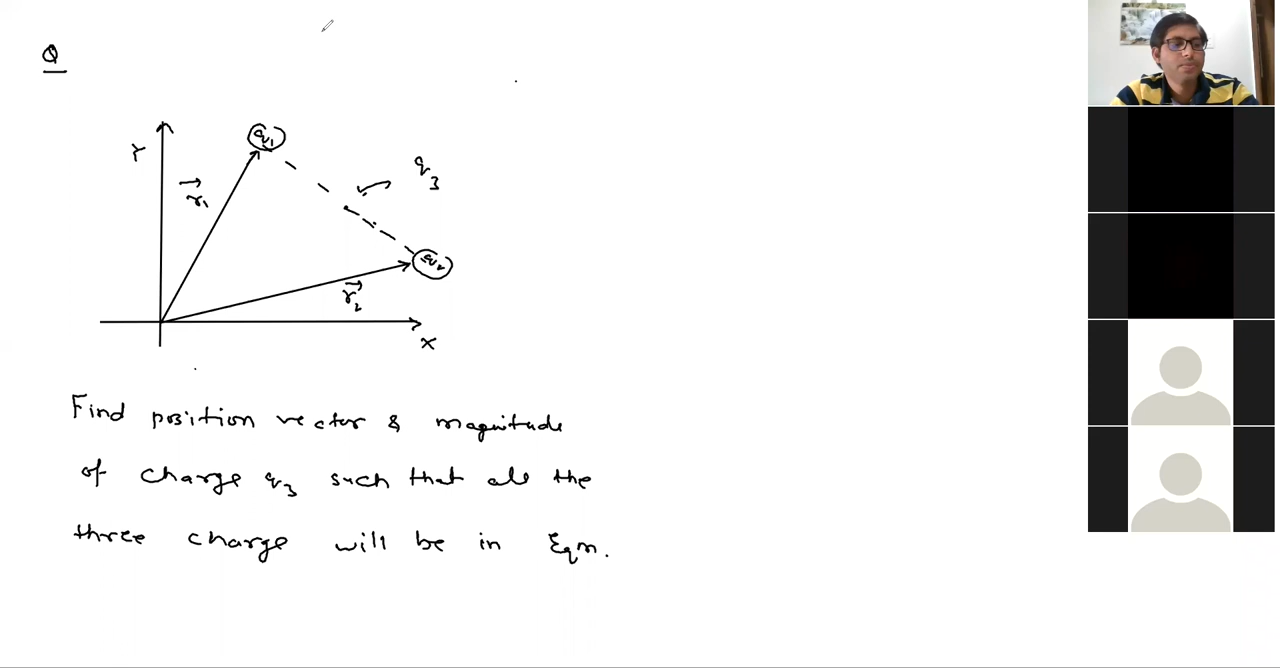 Q
Y
q1
r1
q3
q2
r2
X
Find position vector & magnitude
of charge q3 such that all the
three charge will be in Eqm.